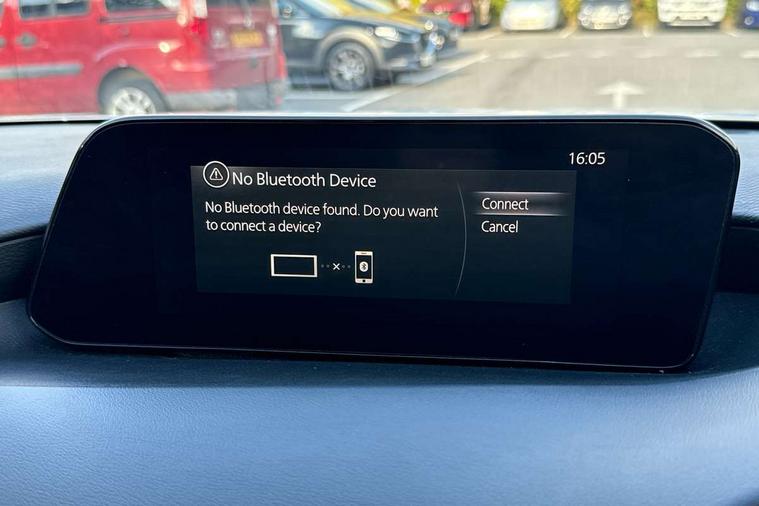 16:05
No Bluetooth Device
No Bluetooth device found. Do you want
to connect a device?
Connect
Cancel